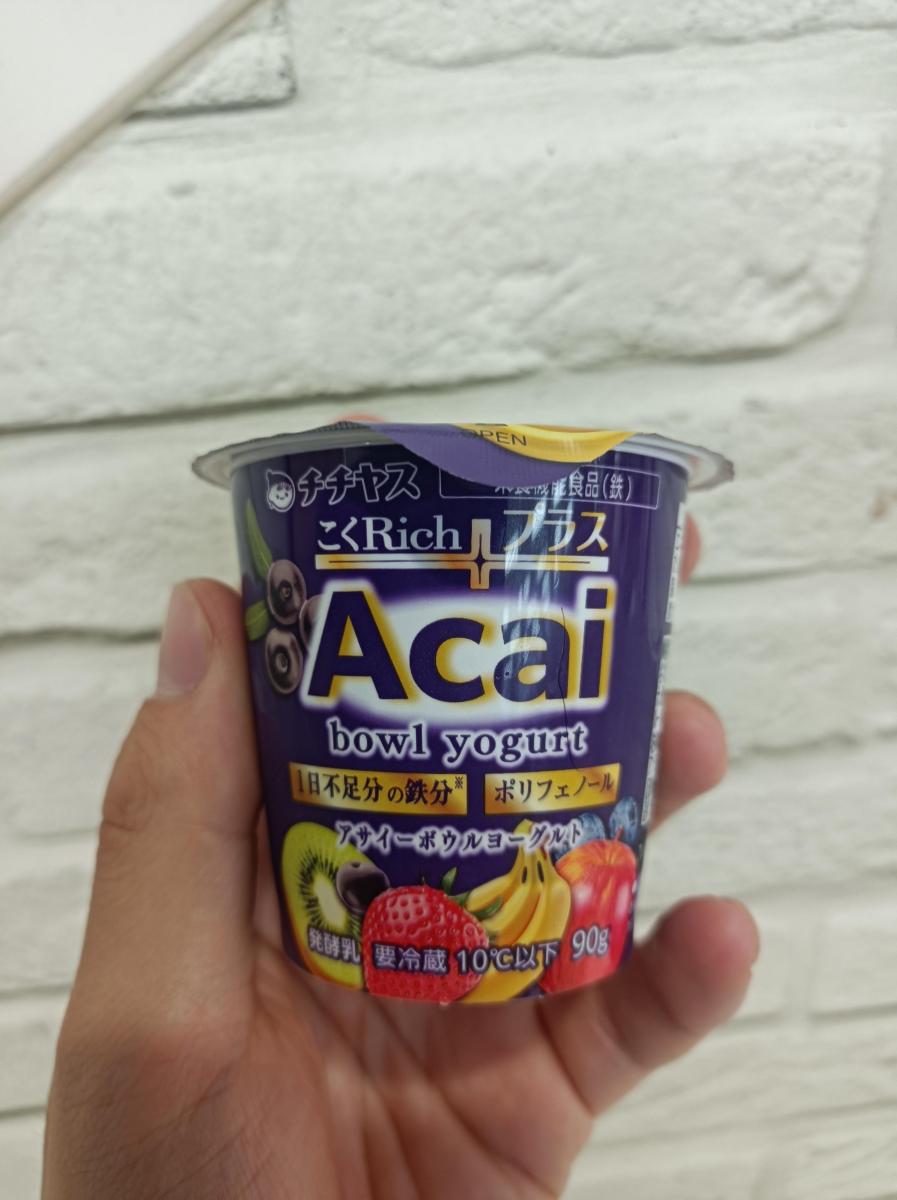 OPEN
チチヤス
栄養機能食品(鉄)
こくRichプラス
Acai
bowl yogurt
1日不足分の鉄分※ ポリフェノール
アサイーボウルヨーグルト
発酵乳 要冷蔵 10℃以下 90g